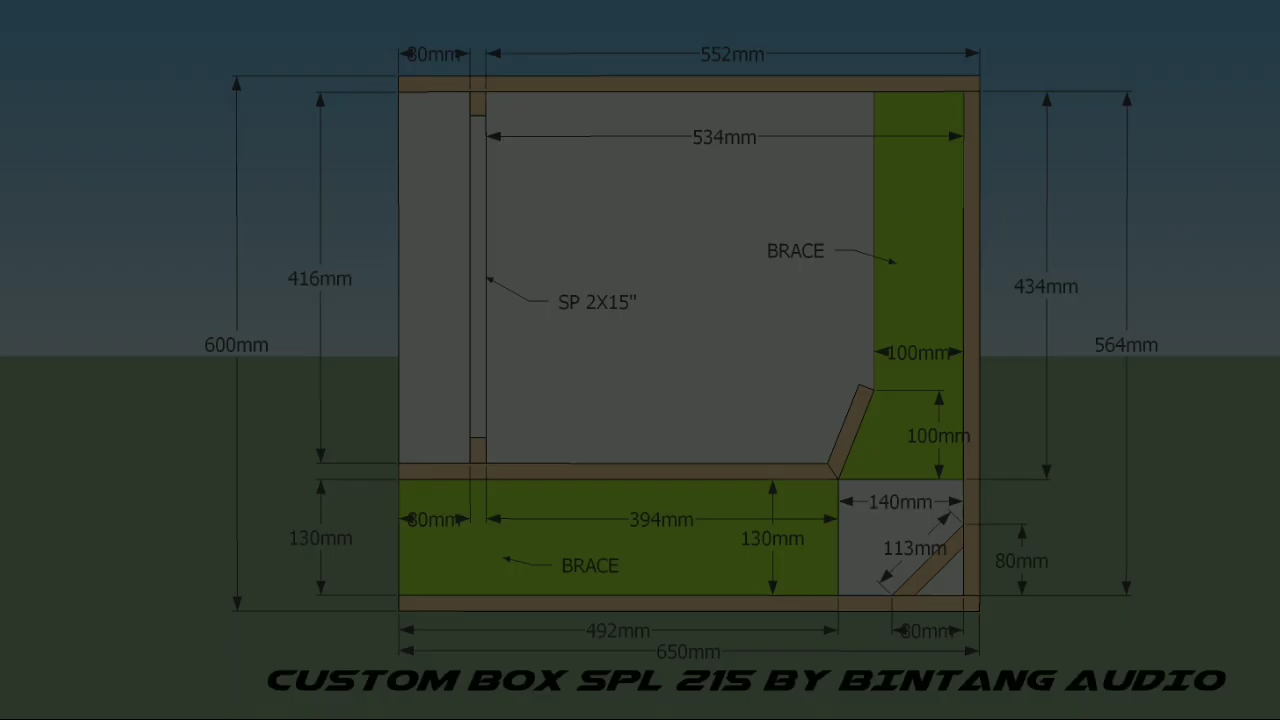 80mm 552mm
534mm
BRACE
416mm 434mm
SP 2X15"
600mm 564mm
100mm
100mm
140mm
80mm 394mm
130mm 130mm 113mm
80mm
BRACE
492mm 80mm
650mm
CUSTOM BOX SPL 215 BY BINTANG AUDIO